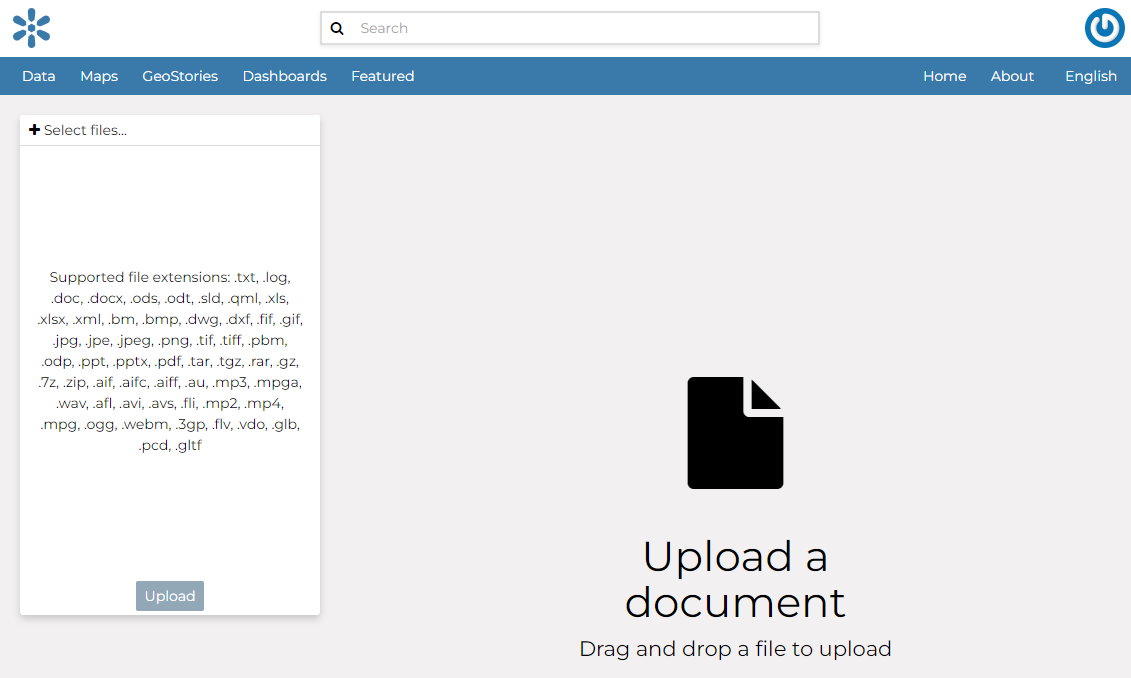 Search
Data Maps GeoStories Dashboards Featured Home About English
Select files...
Supported file extensions: .txt, .log,
.doc, .docx, .ods, .odt, .sld, .qml, .xls,
.xlsx, .xml, .bm, .bmp, .dwg, .dxf, .fif, .gif,
.jpg, .jpe, .jpeg, .png, .tif, .tiff, .pbm,
.odp, .ppt, .pptx, .pdf, .tar, .tgz, .rar, .gz,
.7z, .zip, .aif, .aifc, .aiff, .au, .mp3, .mpga,
.wav, .afl, .avi, .avs, .fli, .mp2, .mp4,
.mpg, .ogg, .webm, .3gp, .flv, .vdo, .glb,
.pcd, .gltf
Upload
Upload a
document
Drag and drop a file to upload